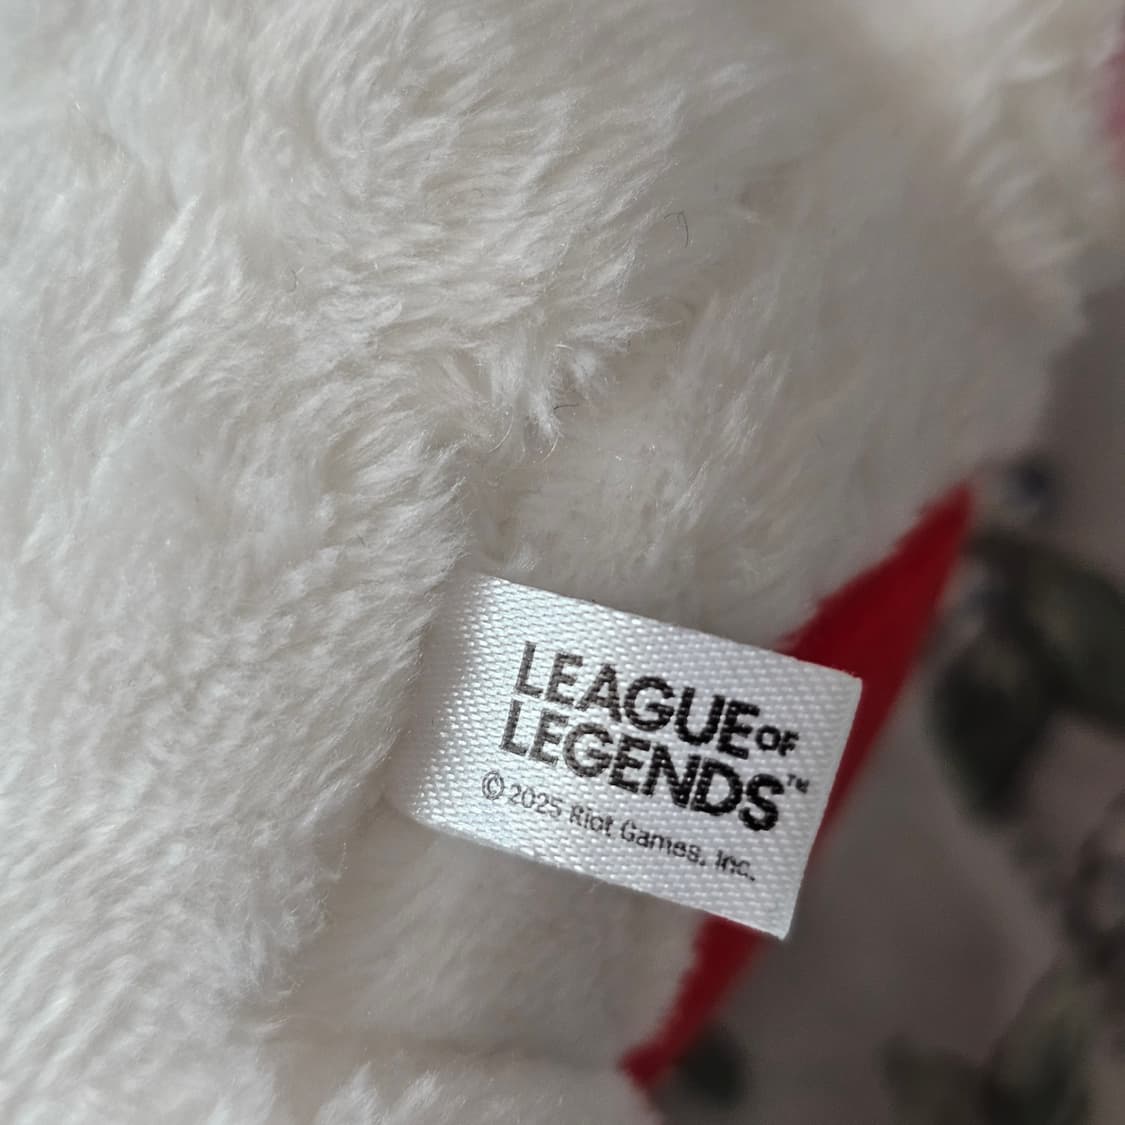 LEAGUE OF
LEGENDS™
© 2025 Riot Games, Inc.